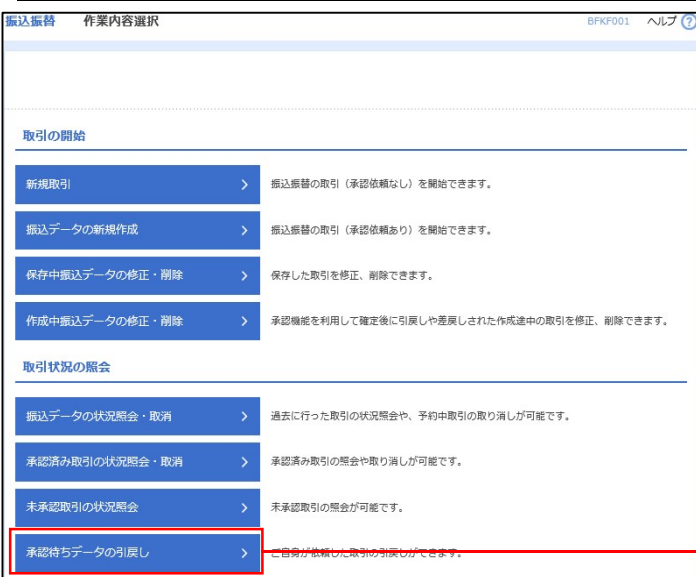 振込振替 作業内容選択 BFKF001 ヘルプ ?
取引の開始
新規取引 振込振替の取引（承認依頼なし）を開始できます。
振込データの新規作成 振込振替の取引（承認依頼あり）を開始できます。
保存中振込データの修正・削除 保存した取引を修正、削除できます。
作成中振込データの修正・削除 承認機能を利用して確定後に引戻しや差戻しされた作成途中の取引を修正、削除できます。
取引状況の照会
振込データの状況照会・取消 過去に行った取引の状況照会や、予約中取引の取り消しが可能です。
承認済み取引の状況照会・取消 承認済み取引の照会や取り消しが可能です。
未承認取引の状況照会 未承認取引の照会が可能です。
承認待ちデータの引戻し ご自身が依頼した取引の引戻しができます。